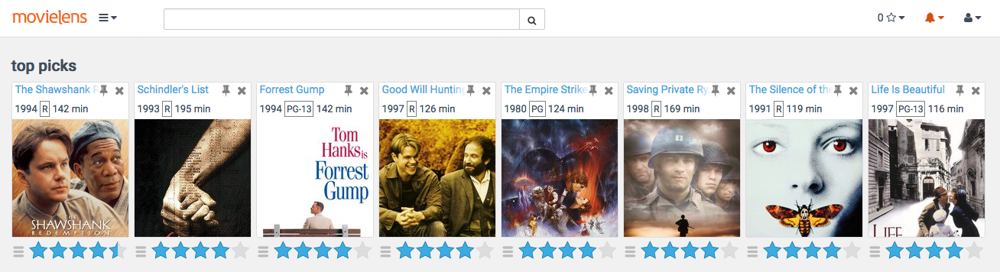 movielens
0
top picks
The Shawshank R
1994 R 142 min
Schindler's List
1993 R 195 min
Forrest Gump
1994 PG-13 142 min
Good Will Hunting
1997 R 126 min
The Empire Strike
1980 PG 124 min
Saving Private Ry
1998 R 169 min
The Silence of the
1991 R 119 min
Life Is Beautiful
1997 PG-13 116 min
THE
SHAWSHANK
REDEMPTION
Tom
Hanks is
Forrest
Gump
LIFE